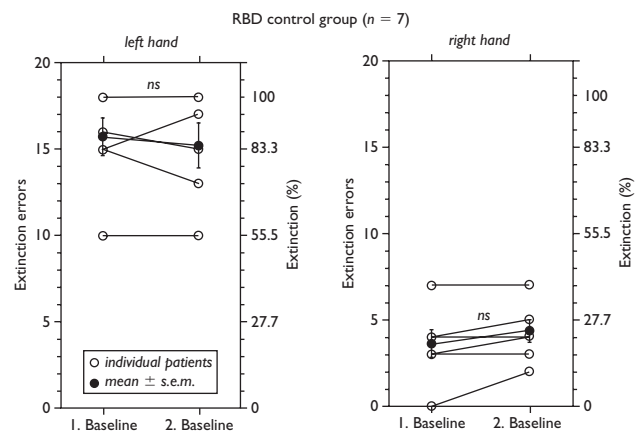 RBD control group (n = 7)
left hand
right hand
20
15
10
5
0
Extinction errors
ns
100
83.3
55.5
27.7
0
Extinction (%)
individual patients
mean ± s.e.m.
1. Baseline 2. Baseline
20
15
10
5
0
Extinction errors
ns
100
83.3
55.5
27.7
0
Extinction (%)
1. Baseline 2. Baseline